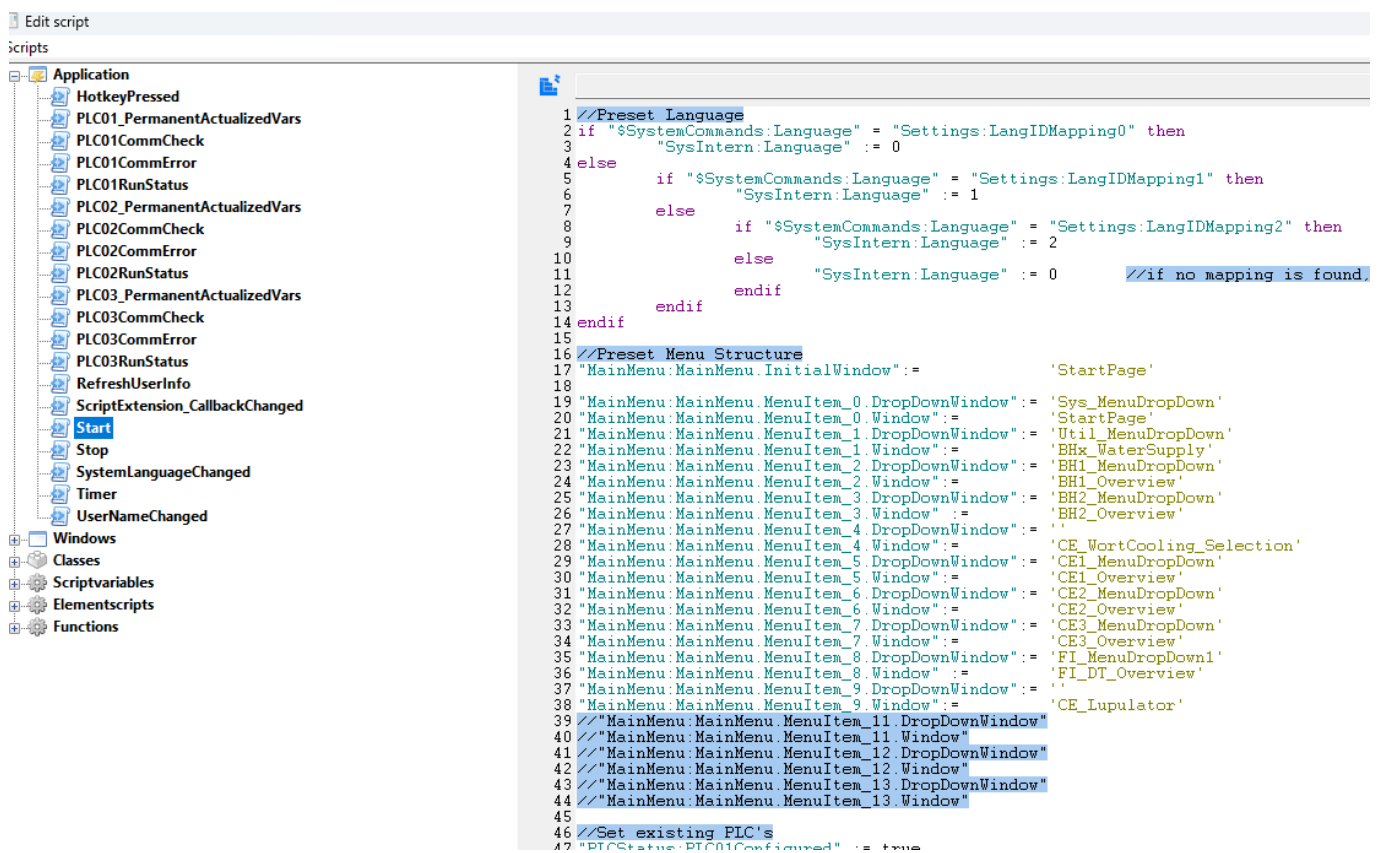 Edit script
Scripts
Application
HotkeyPressed
PLC01_PermanentActualizedVars
PLC01CommCheck
PLC01CommError
PLC01RunStatus
PLC02_PermanentActualizedVars
PLC02CommCheck
PLC02CommError
PLC02RunStatus
PLC03_PermanentActualizedVars
PLC03CommCheck
PLC03CommError
PLC03RunStatus
RefreshUserInfo
ScriptExtension_CallbackChanged
Start
Stop
SystemLanguageChanged
Timer
UserNameChanged
Windows
Classes
Scriptvariables
Elementscripts
Functions
1 //Preset Language
2 if "$SystemCommands:Language" = "Settings:LangIDMapping0" then
3 "SysIntern:Language" := 0
4 else
5 if "$SystemCommands:Language" = "Settings:LangIDMapping1" then
6 "SysIntern:Language" := 1
7 else
8 if "$SystemCommands:Language" = "Settings:LangIDMapping2" then
9 "SysIntern:Language" := 2
10 else
11 "SysIntern:Language" := 0 //if no mapping is found,
12 endif
13 endif
14 endif
15
16 //Preset Menu Structure
17 "MainMenu:MainMenu.InitialWindow":= 'StartPage'
18
19 "MainMenu:MainMenu.MenuItem_0.DropDownWindow":= 'Sys_MenuDropDown'
20 "MainMenu:MainMenu.MenuItem_0.Window":= 'StartPage'
21 "MainMenu:MainMenu.MenuItem_1.DropDownWindow":= 'Util_MenuDropDown'
22 "MainMenu:MainMenu.MenuItem_1.Window":= 'BHx_WaterSupply'
23 "MainMenu:MainMenu.MenuItem_2.DropDownWindow":= 'BH1_MenuDropDown'
24 "MainMenu:MainMenu.MenuItem_2.Window":= 'BH1_Overview'
25 "MainMenu:MainMenu.MenuItem_3.DropDownWindow":= 'BH2_MenuDropDown'
26 "MainMenu:MainMenu.MenuItem_3.Window" := 'BH2_Overview'
27 "MainMenu:MainMenu.MenuItem_4.DropDownWindow":= ''
28 "MainMenu:MainMenu.MenuItem_4.Window":= 'CE_WortCooling_Selection'
29 "MainMenu:MainMenu.MenuItem_5.DropDownWindow":= 'CE1_MenuDropDown'
30 "MainMenu:MainMenu.MenuItem_5.Window":= 'CE1_Overview'
31 "MainMenu:MainMenu.MenuItem_6.DropDownWindow":= 'CE2_MenuDropDown'
32 "MainMenu:MainMenu.MenuItem_6.Window":= 'CE2_Overview'
33 "MainMenu:MainMenu.MenuItem_7.DropDownWindow":= 'CE3_MenuDropDown'
34 "MainMenu:MainMenu.MenuItem_7.Window":= 'CE3_Overview'
35 "MainMenu:MainMenu.MenuItem_8.DropDownWindow":= 'FI_MenuDropDown1'
36 "MainMenu:MainMenu.MenuItem_8.Window" := 'FI_DT_Overview'
37 "MainMenu:MainMenu.MenuItem_9.DropDownWindow":= ''
38 "MainMenu:MainMenu.MenuItem_9.Window":= 'CE_Lupulator'
39 //"MainMenu:MainMenu.MenuItem_11.DropDownWindow"
40 //"MainMenu:MainMenu.MenuItem_11.Window"
41 //"MainMenu:MainMenu.MenuItem_12.DropDownWindow"
42 //"MainMenu:MainMenu.MenuItem_12.Window"
43 //"MainMenu:MainMenu.MenuItem_13.DropDownWindow"
44 //"MainMenu:MainMenu.MenuItem_13.Window"
45
46 //Set existing PLC's
47 "PLCStatus:PLC01Configured" := true